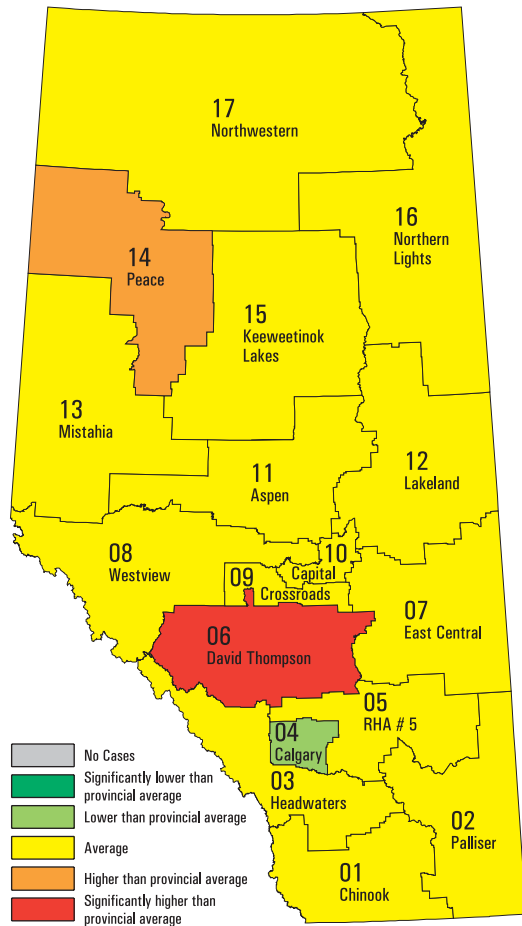 17
Northwestern
16
Northern
Lights
14
Peace
15
Keeweetinok
Lakes
13
Mistahia
11
Aspen
12
Lakeland
08
Westview
10
Capital
09
Crossroads
07
East Central
06
David Thompson
05
RHA # 5
04
Calgary
03
Headwaters
02
Palliser
01
Chinook
No Cases
Significantly lower than
provincial average
Lower than provincial average
Average
Higher than provincial average
Significantly higher than
provincial average